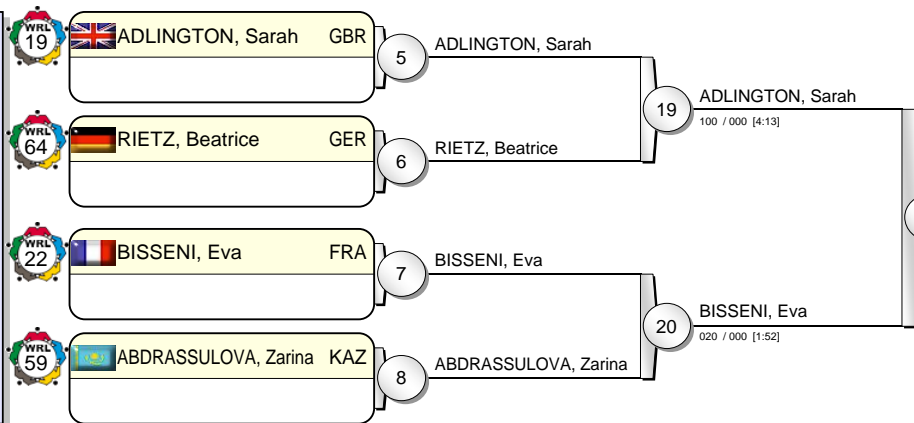 WRL 19 ADLINGTON, Sarah GBR
5 ADLINGTON, Sarah
19 ADLINGTON, Sarah
100 / 000 [4:13]
WRL 64 RIETZ, Beatrice GER
6 RIETZ, Beatrice
WRL 22 BISSENI, Eva FRA
7 BISSENI, Eva
20 BISSENI, Eva
020 / 000 [1:52]
WRL 59 ABDRASSULOVA, Zarina KAZ
8 ABDRASSULOVA, Zarina